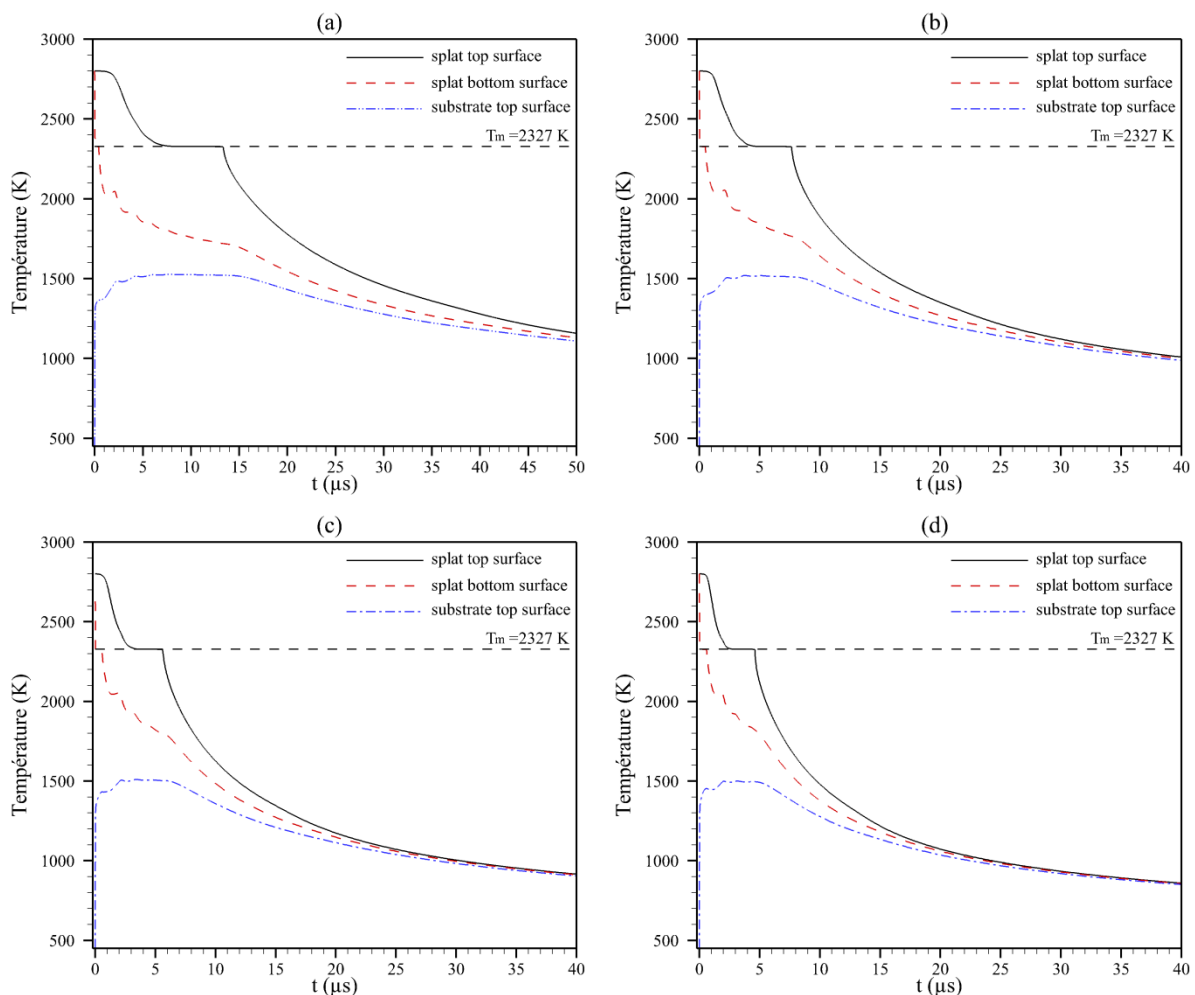 (a)
3000
2500
2000
1500
1000
500
Température (K)
splat top surface
splat bottom surface
substrate top surface
Tm =2327 K
0 5 10 15 20 25 30 35 40 45 50
t (µs)
(b)
3000
2500
2000
1500
1000
500
Température (K)
splat top surface
splat bottom surface
substrate top surface
Tm =2327 K
0 5 10 15 20 25 30 35 40
t (µs)
(c)
3000
2500
2000
1500
1000
500
Température (K)
splat top surface
splat bottom surface
substrate top surface
Tm =2327 K
0 5 10 15 20 25 30 35 40
t (µs)
(d)
3000
2500
2000
1500
1000
500
Température (K)
splat top surface
splat bottom surface
substrate top surface
Tm =2327 K
0 5 10 15 20 25 30 35 40
t (µs)